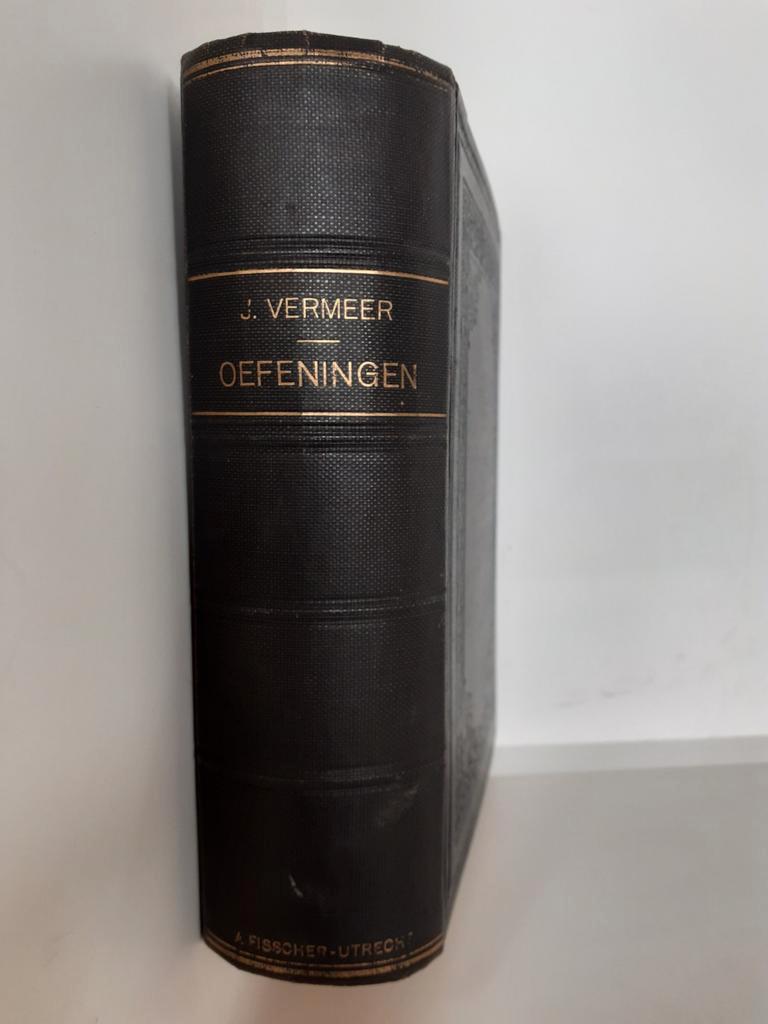 J. VERMEER
OEFENINGEN
A. FISSCHER-UTRECHT